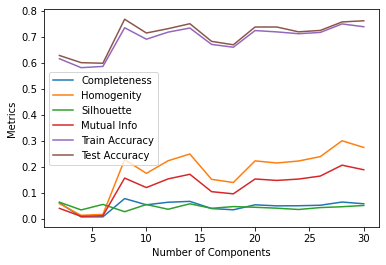 0.8
0.7
0.6
0.5
0.4
0.3
0.2
0.1
0.0
Metrics
Completeness
Homogenity
Silhouette
Mutual Info
Train Accuracy
Test Accuracy
5 10 15 20 25 30
Number of Components